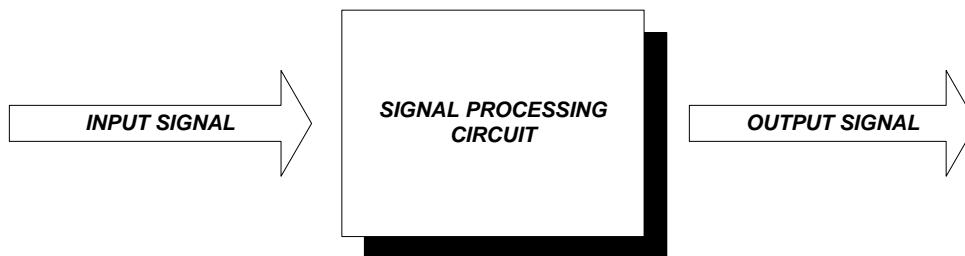 INPUT SIGNAL
SIGNAL PROCESSING
CIRCUIT
OUTPUT SIGNAL